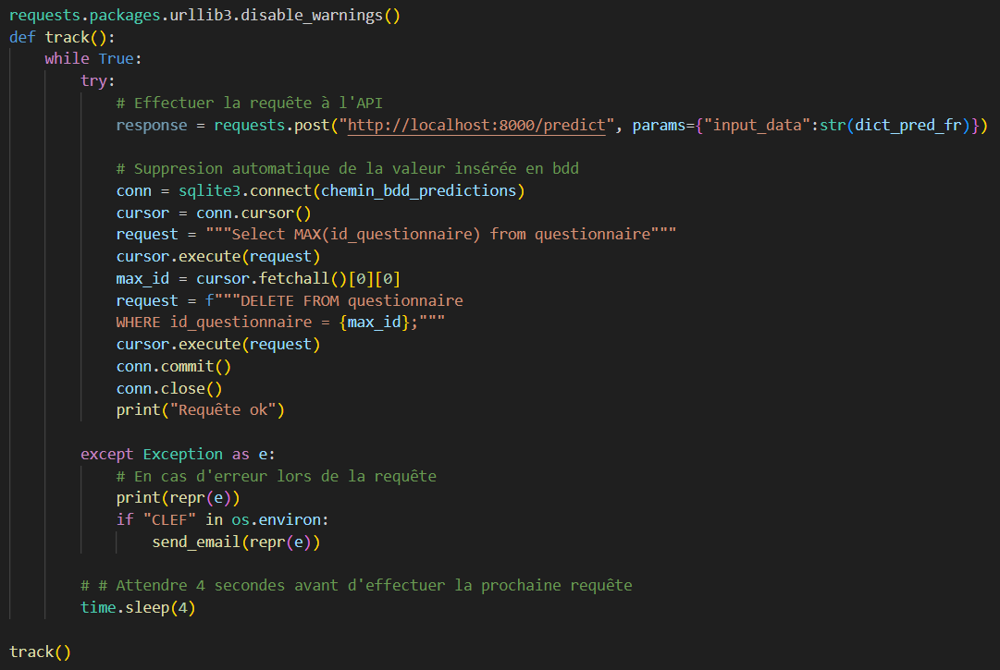 requests.packages.urllib3.disable_warnings()
def track():
    while True:
        try:
            # Effectuer la requête à l'API
            response = requests.post("http://localhost:8000/predict", params={"input_data":str(dict_pred_fr)})
            # Suppresion automatique de la valeur insérée en bdd
            conn = sqlite3.connect(chemin_bdd_predictions)
            cursor = conn.cursor()
            request = """Select MAX(id_questionnaire) from questionnaire"""
            cursor.execute(request)
            max_id = cursor.fetchall()[0][0]
            request = f"""DELETE FROM questionnaire
            WHERE id_questionnaire = {max_id};"""
            cursor.execute(request)
            conn.commit()
            conn.close()
            print("Requête ok")
        except Exception as e:
            # En cas d'erreur lors de la requête
            print(repr(e))
            if "CLEF" in os.environ:
                send_email(repr(e))
        # # Attendre 4 secondes avant d'effectuer la prochaine requête
        time.sleep(4)
track()